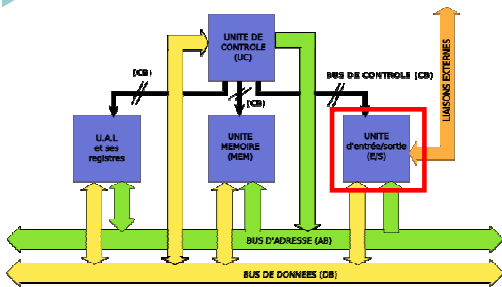 UNITE DE
CONTROLE
(UC)
(CB)
(CB)
BUS DE CONTROLE (CB)
LIAISONS EXTERNES
U.A.L
et ses
registres
UNITE
MEMOIRE
(MEM)
UNITE
d'entrée/sortie
(E/S)
BUS D'ADRESSE (AB)
BUS DE DONNEES (DB)